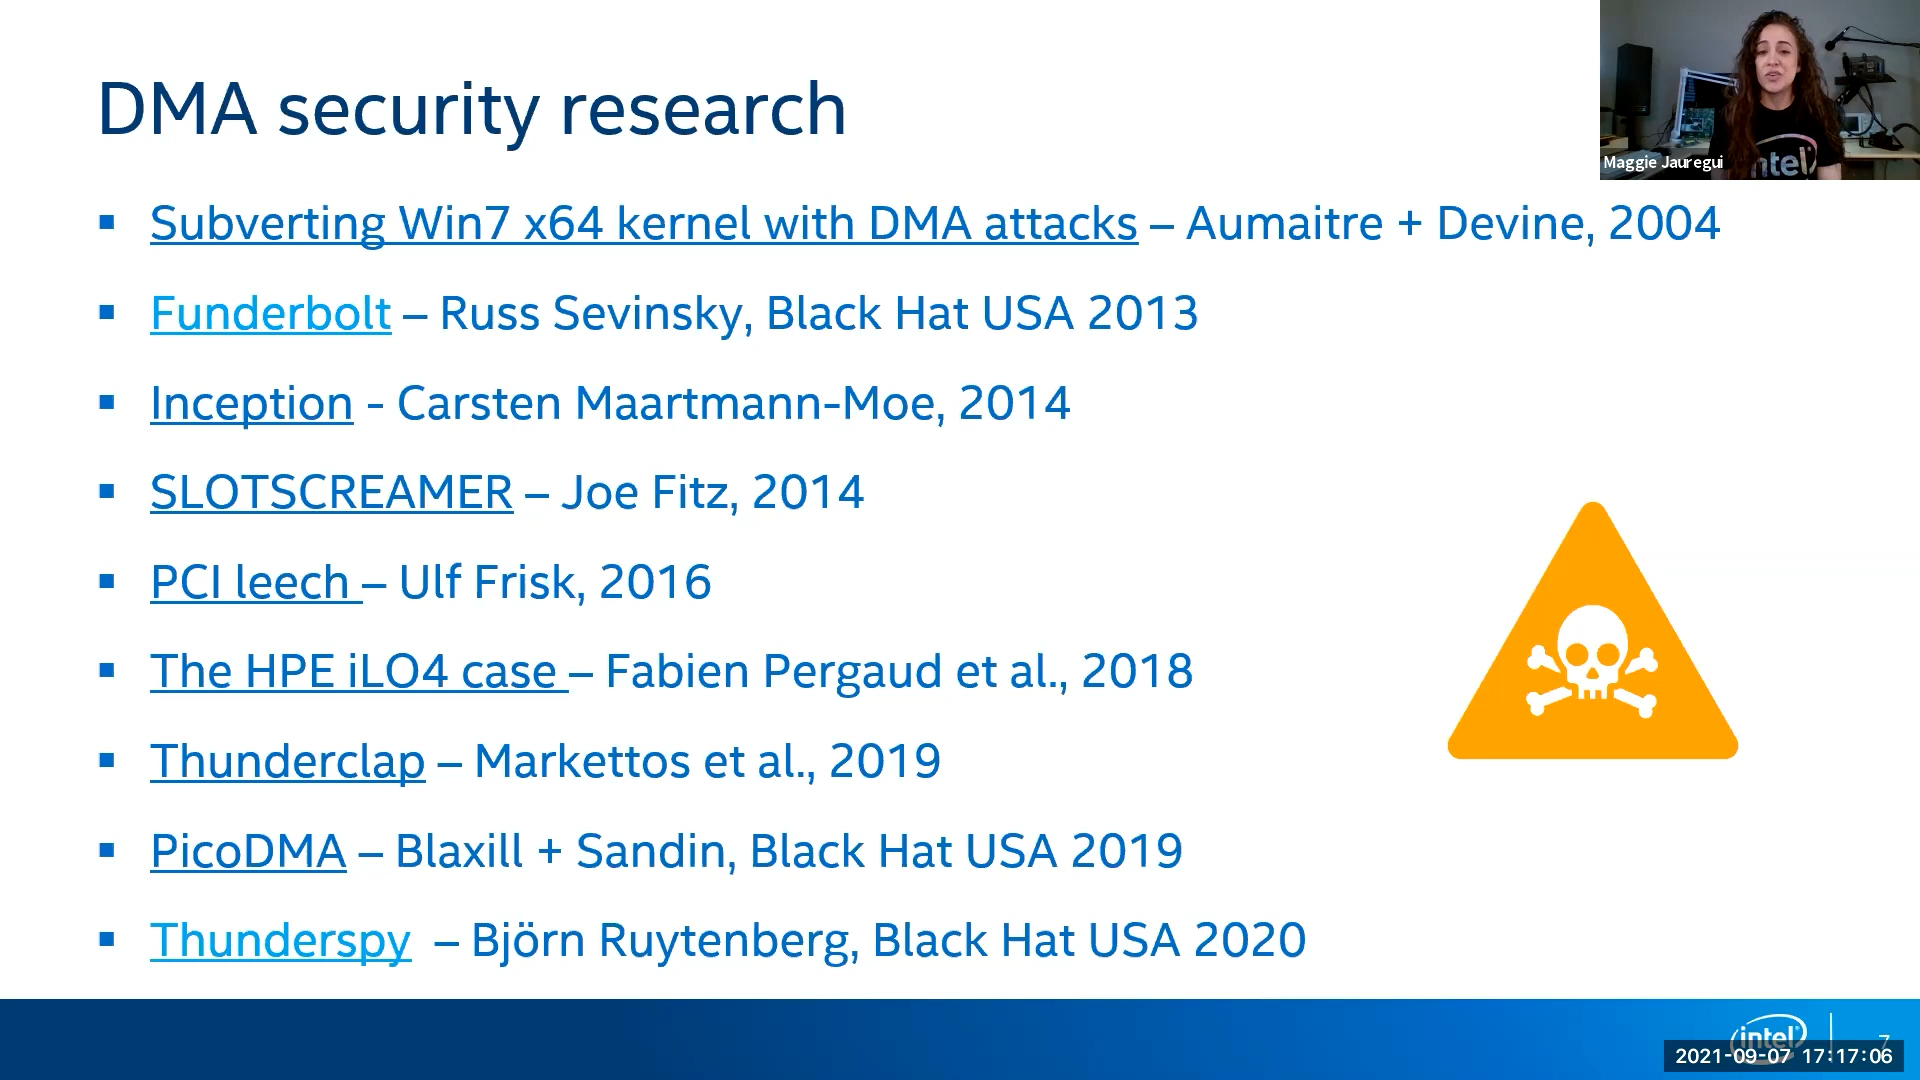 DMA security research
Maggie Jauregui
intel
▪ Subverting Win7 x64 kernel with DMA attacks – Aumaitre + Devine, 2004
▪ Funderbolt – Russ Sevinsky, Black Hat USA 2013
▪ Inception - Carsten Maartmann-Moe, 2014
▪ SLOTSCREAMER – Joe Fitz, 2014
▪ PCI leech – Ulf Frisk, 2016
▪ The HPE iLO4 case – Fabien Pergaud et al., 2018
▪ Thunderclap – Markettos et al., 2019
▪ PicoDMA – Blaxill + Sandin, Black Hat USA 2019
▪ Thunderspy – Björn Ruytenberg, Black Hat USA 2020
intel
7
2021-09-07 17:17:06